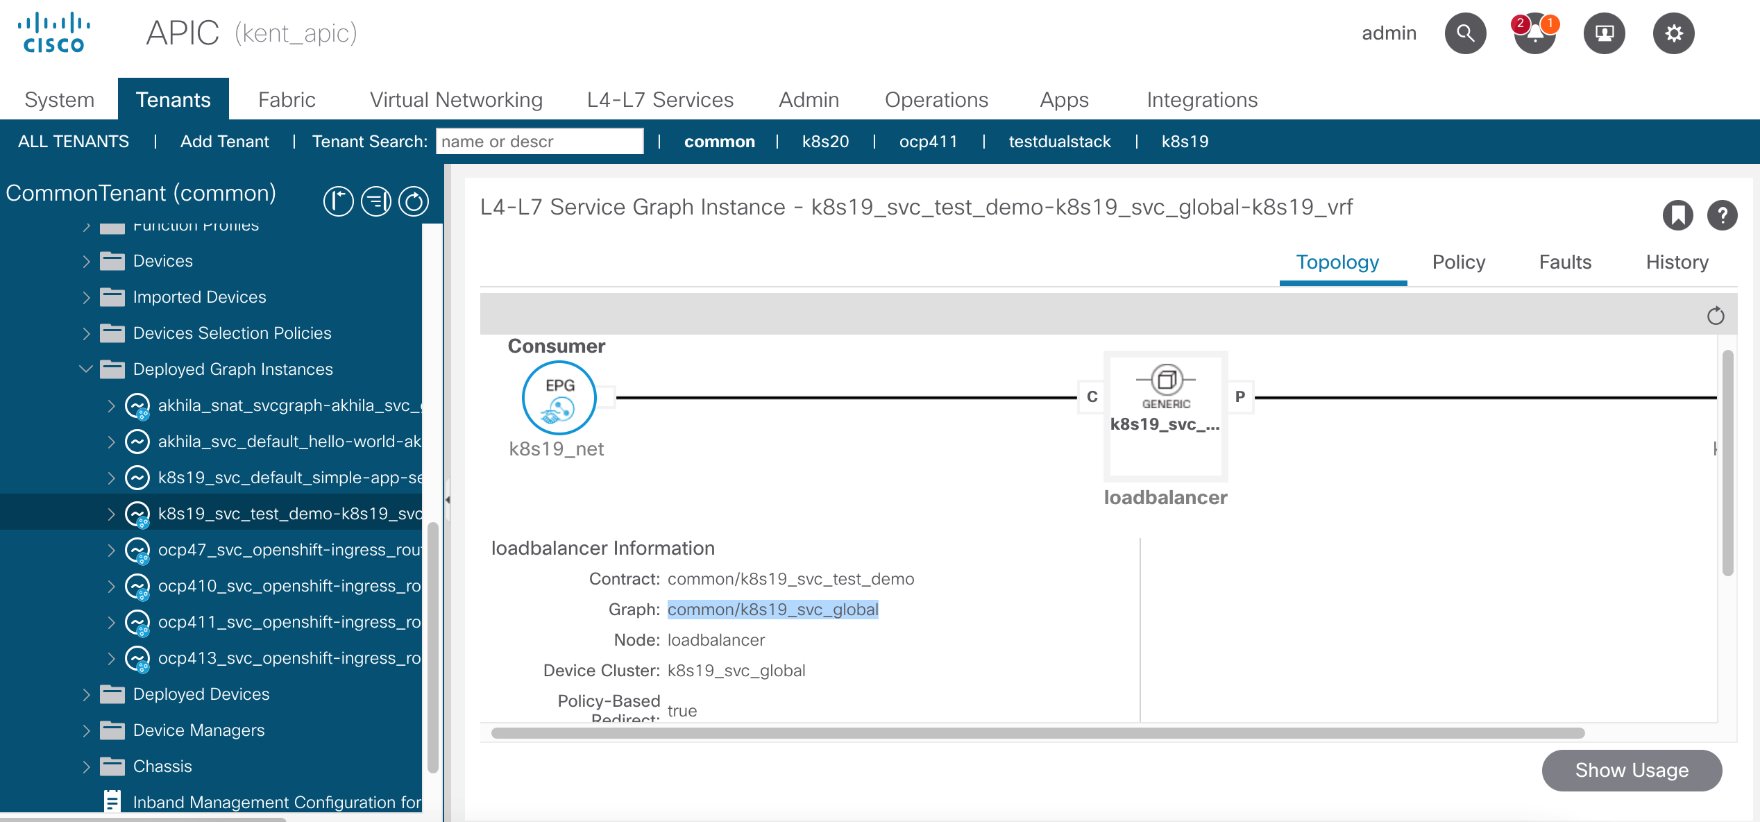 CISCO
APIC (kent_apic)
admin
2
1
System Tenants Fabric Virtual Networking L4-L7 Services Admin Operations Apps Integrations
ALL TENANTS | Add Tenant | Tenant Search: name or descr | common | k8s20 | ocp411 | testdualstack | k8s19
CommonTenant (common)
Function Profiles
Devices
Imported Devices
Devices Selection Policies
Deployed Graph Instances
akhila_snat_svcgraph-akhila_svc_
akhila_svc_default_hello-world-ak
k8s19_svc_default_simple-app-se
k8s19_svc_test_demo-k8s19_svc
ocp47_svc_openshift-ingress_rou
ocp410_svc_openshift-ingress_ro
ocp411_svc_openshift-ingress_ro
ocp413_svc_openshift-ingress_ro
Deployed Devices
Device Managers
Chassis
Inband Management Configuration for
L4-L7 Service Graph Instance - k8s19_svc_test_demo-k8s19_svc_global-k8s19_vrf
?
Topology Policy Faults History
Consumer
EPG
k8s19_net
C
GENERIC
k8s19_svc_...
P
loadbalancer
loadbalancer Information
Contract: common/k8s19_svc_test_demo
Graph: common/k8s19_svc_global
Node: loadbalancer
Device Cluster: k8s19_svc_global
Policy-Based
Redirect: true
Show Usage